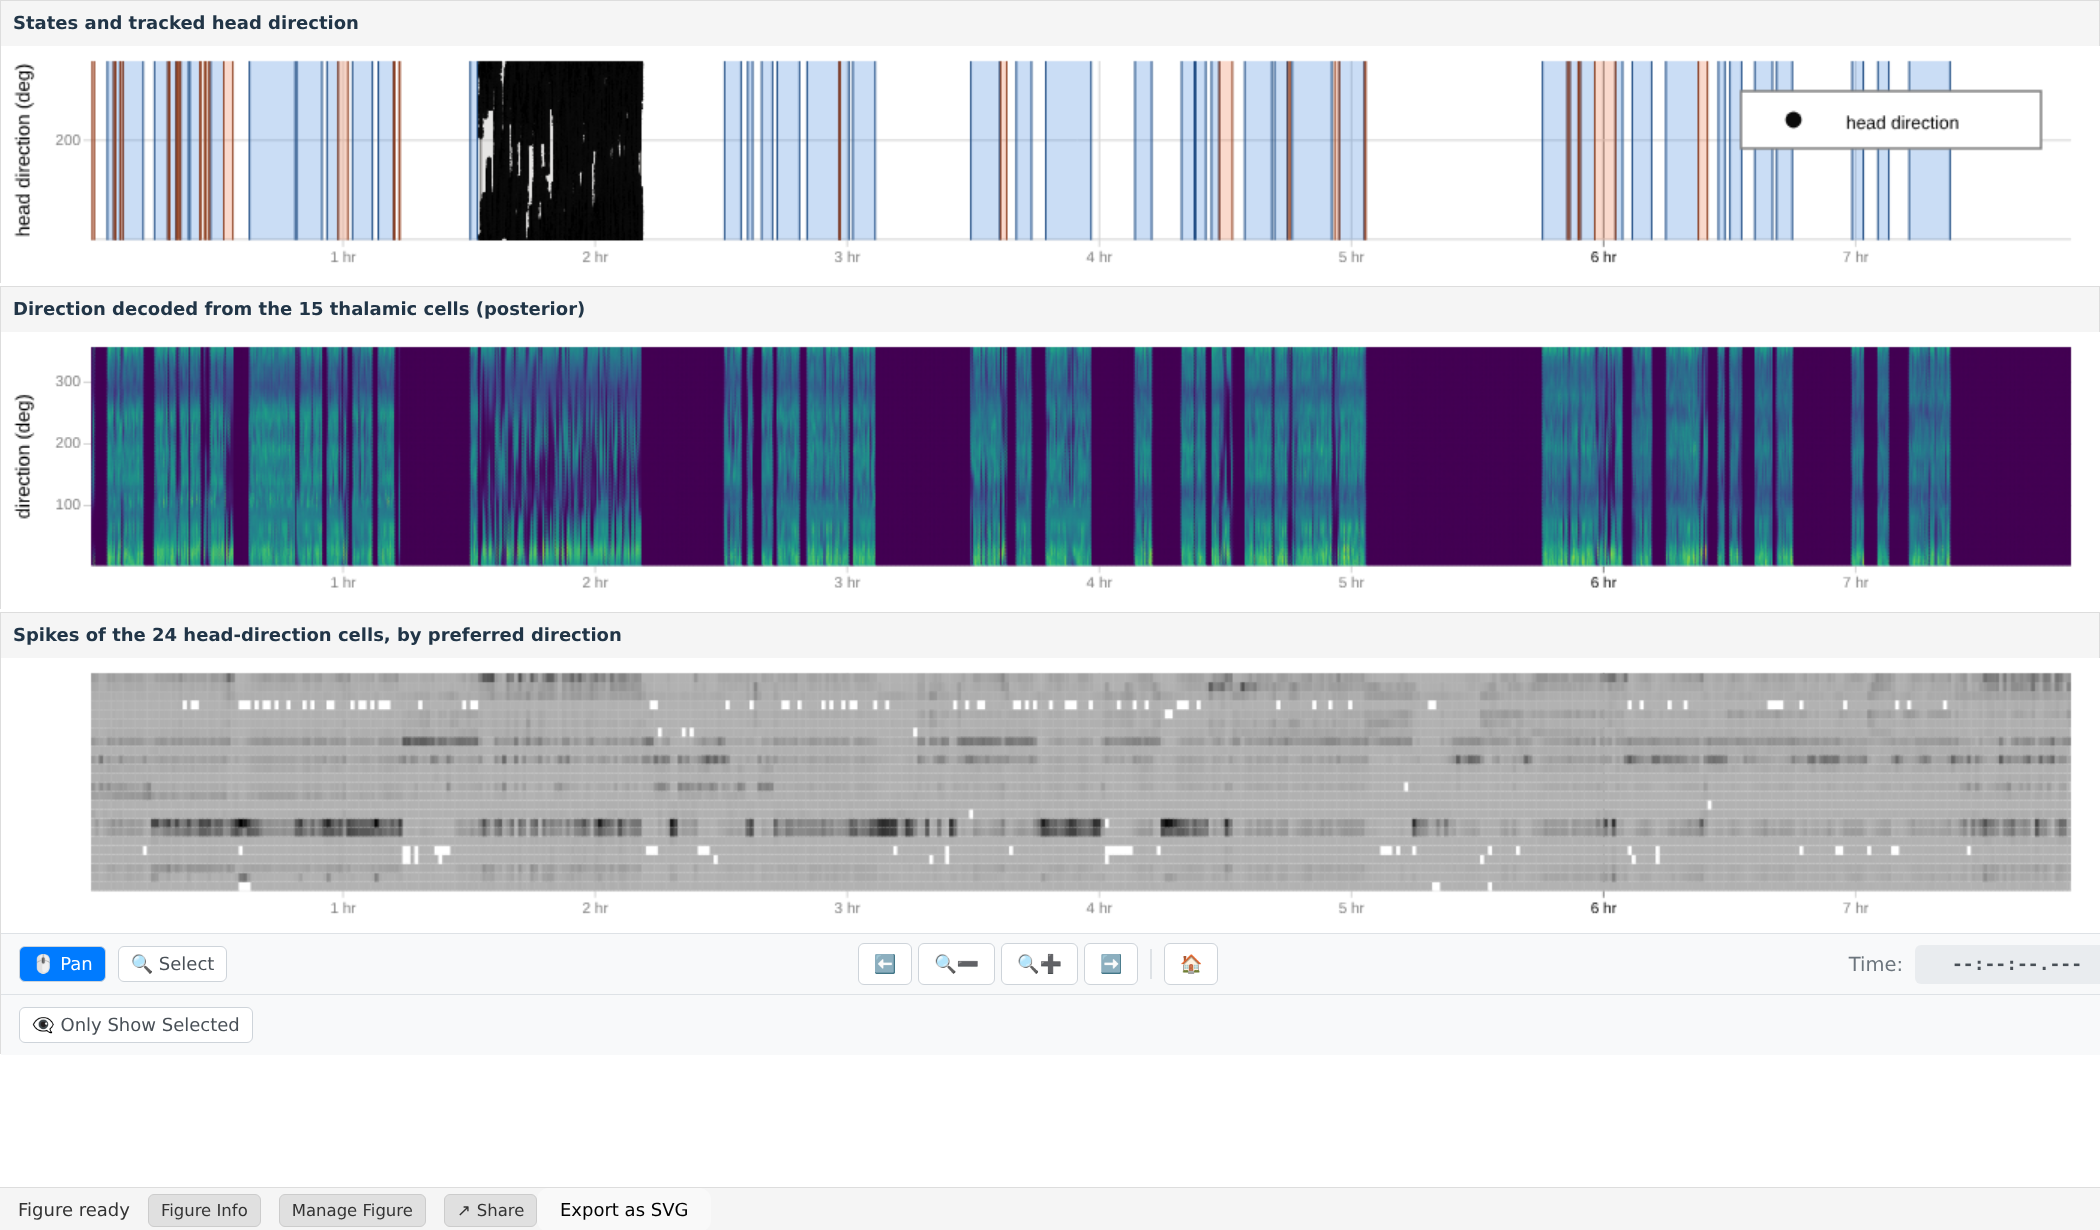 States and tracked head direction
head direction (deg)
200
head direction
1 hr 2 hr 3 hr 4 hr 5 hr 6 hr 7 hr
Direction decoded from the 15 thalamic cells (posterior)
direction (deg)
300
200
100
1 hr 2 hr 3 hr 4 hr 5 hr 6 hr 7 hr
Spikes of the 24 head-direction cells, by preferred direction
1 hr 2 hr 3 hr 4 hr 5 hr 6 hr 7 hr
Pan Select Time: --:--:--.---
Only Show Selected
Figure ready Figure Info Manage Figure ↗ Share Export as SVG